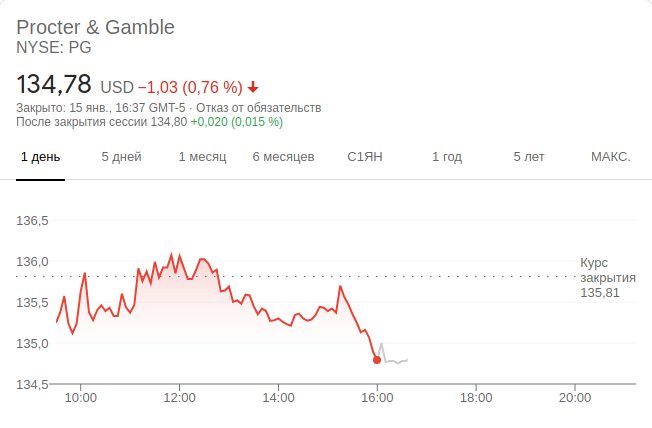 Procter & Gamble
NYSE: PG
134,78 USD −1,03 (0,76 %)
Закрыто: 15 янв., 16:37 GMT-5 · Отказ от обязательств
После закрытия сессии 134,80 +0,020 (0,015 %)
1 день 5 дней 1 месяц 6 месяцев С1ЯН 1 год 5 лет МАКС.
136,5
136,0
Курс
закрытия
135,81
135,5
135,0
134,5
10:00 12:00 14:00 16:00 18:00 20:00